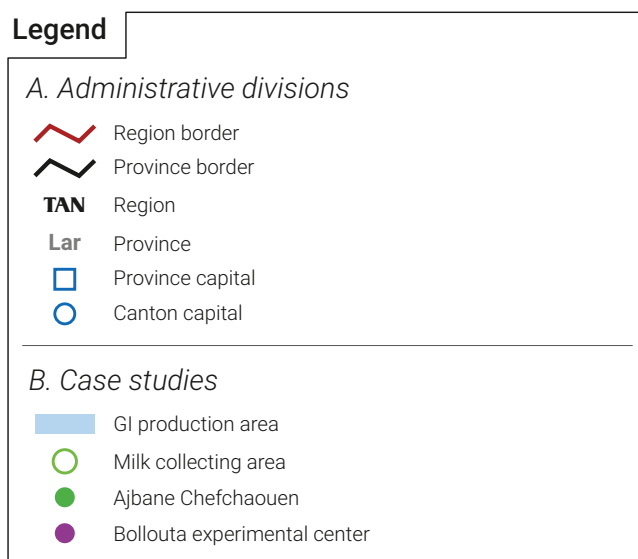 Legend
A. Administrative divisions
Region border
Province border
TAN Region
Lar Province
Province capital
Canton capital
B. Case studies
GI production area
Milk collecting area
Ajbane Chefchaouen
Bollouta experimental center